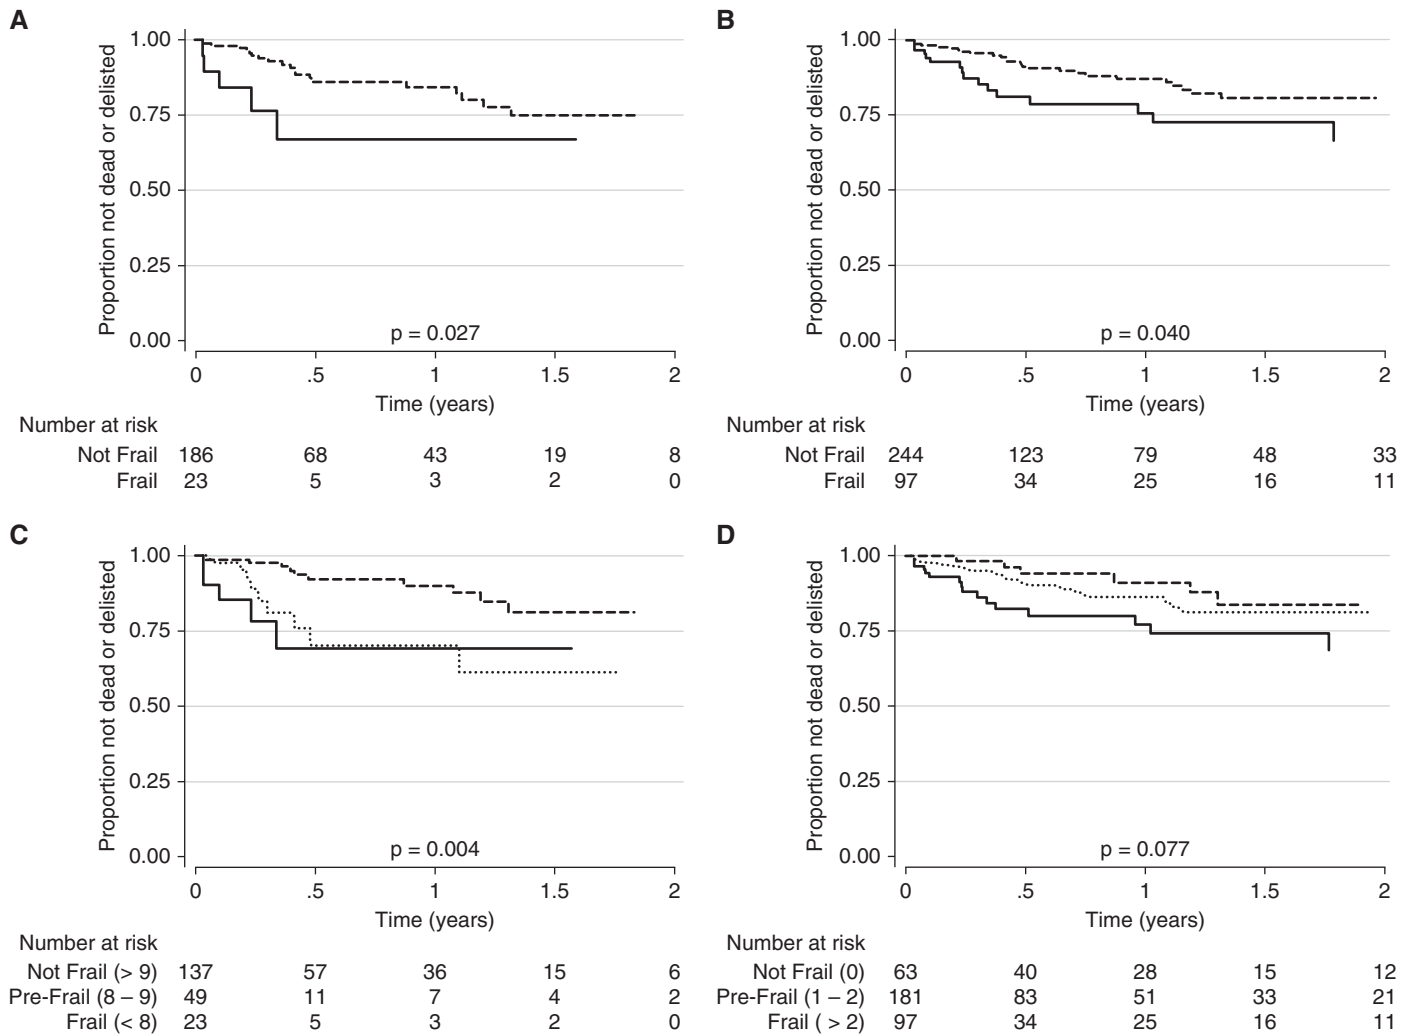 A
Proportion not dead or delisted
1.00
0.75
0.50
0.25
0.00
p = 0.027
0 .5 1 1.5 2
Time (years)
Number at risk
Not Frail 186 68 43 19 8
Frail 23 5 3 2 0
B
Proportion not dead or delisted
1.00
0.75
0.50
0.25
0.00
p = 0.040
0 .5 1 1.5 2
Time (years)
Number at risk
Not Frail 244 123 79 48 33
Frail 97 34 25 16 11
C
Proportion not dead or delisted
1.00
0.75
0.50
0.25
0.00
p = 0.004
0 .5 1 1.5 2
Time (years)
Number at risk
Not Frail (> 9) 137 57 36 15 6
Pre-Frail (8 – 9) 49 11 7 4 2
Frail (< 8) 23 5 3 2 0
D
Proportion not dead or delisted
1.00
0.75
0.50
0.25
0.00
p = 0.077
0 .5 1 1.5 2
Time (years)
Number at risk
Not Frail (0) 63 40 28 15 12
Pre-Frail (1 – 2) 181 83 51 33 21
Frail ( > 2) 97 34 25 16 11